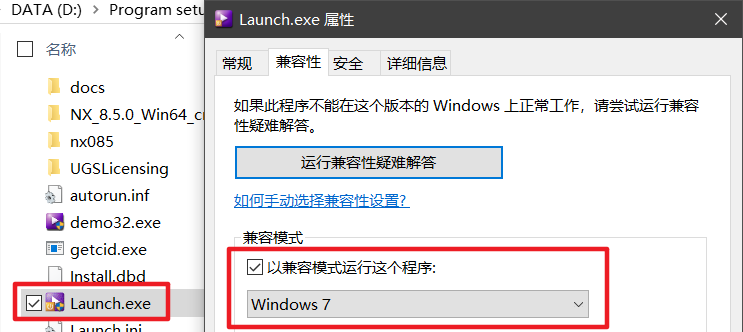 DATA (D:)
Program setu
名称
docs
NX_8.5.0_Win64_cr
nx085
UGSLicensing
autorun.inf
demo32.exe
getcid.exe
Install.dbd
Launch.exe
Launch.ini
Launch.exe 属性
常规
兼容性
安全
详细信息
如果此程序不能在这个版本的 Windows 上正常工作，请尝试运行兼容
性疑难解答。
运行兼容性疑难解答
如何手动选择兼容性设置?
兼容模式
以兼容模式运行这个程序:
Windows 7